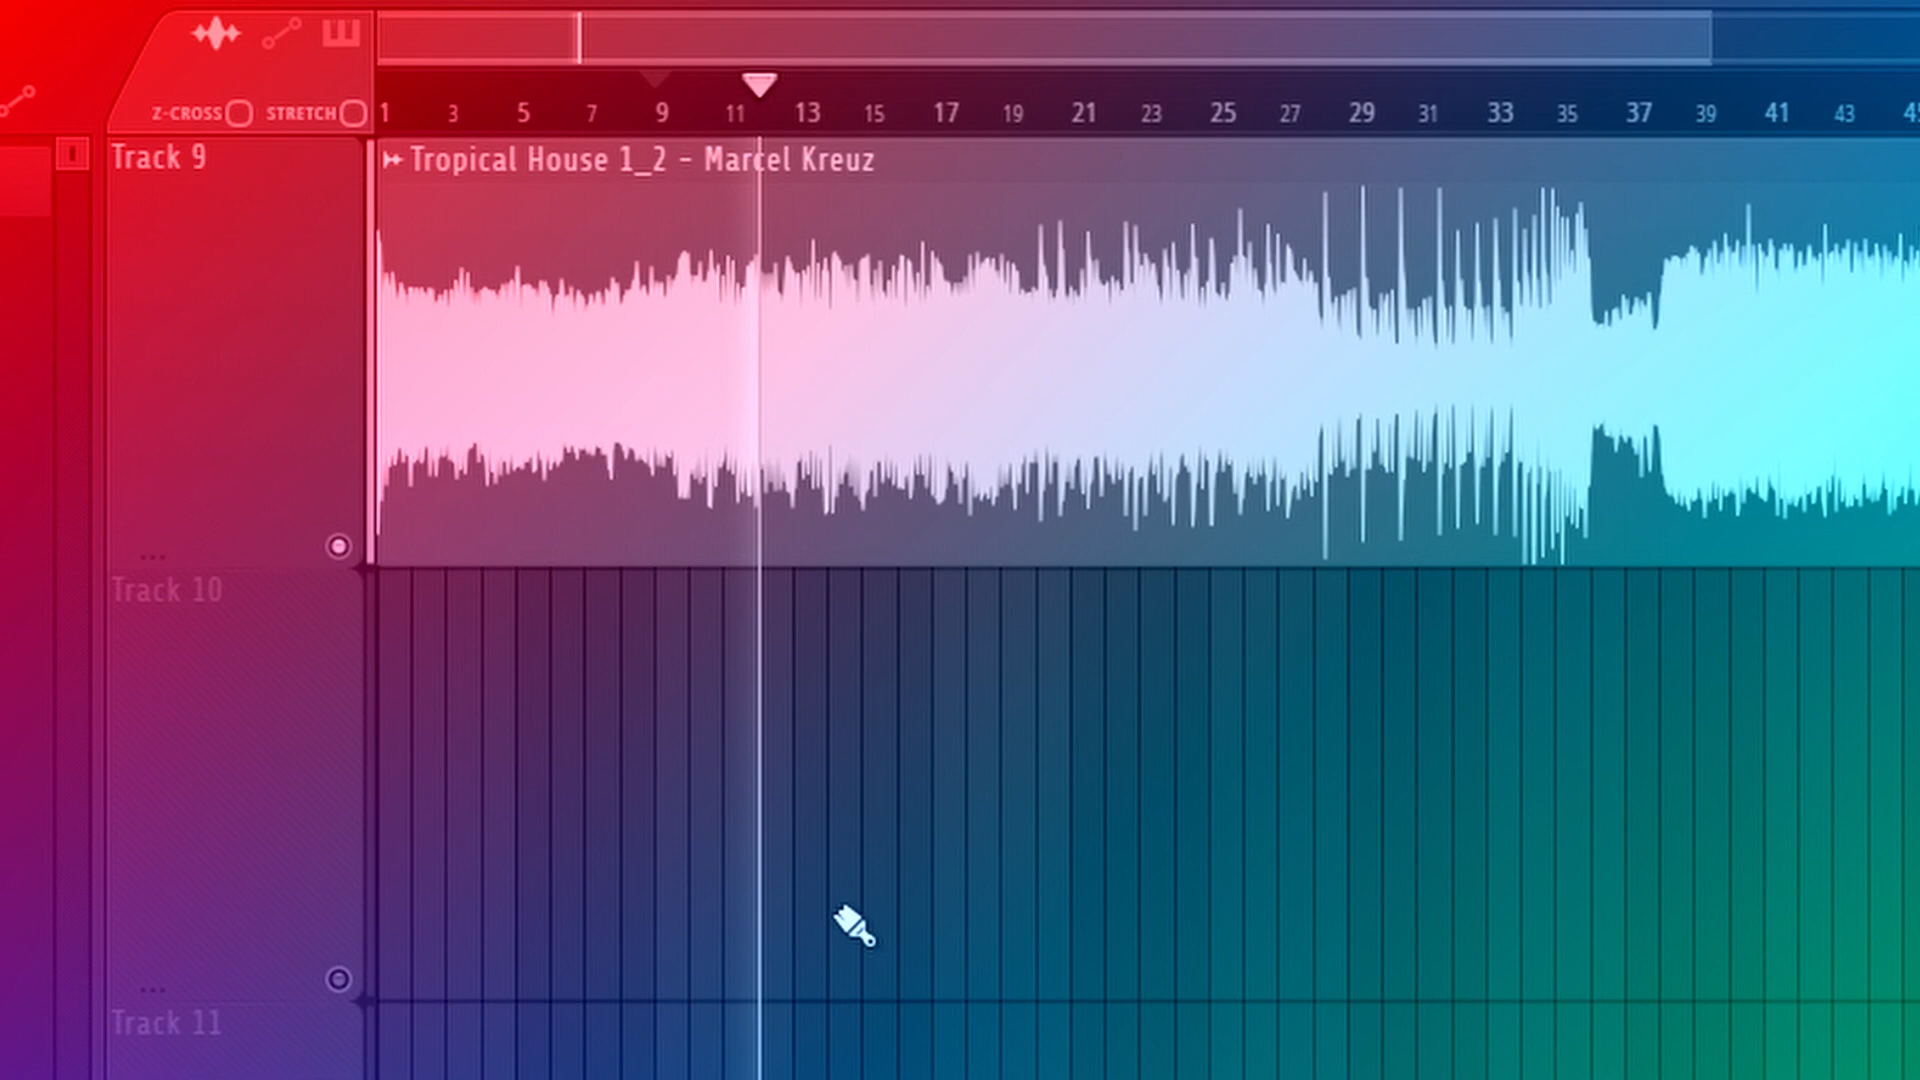 Z-CROSS STRETCH 1 3 5 7 9 11 13 15 17 19 21 23 25 27 29 31 33 35 37 39 41 43 45
Track 9
Tropical House 1_2 - Marcel Kreuz
Track 10
Track 11